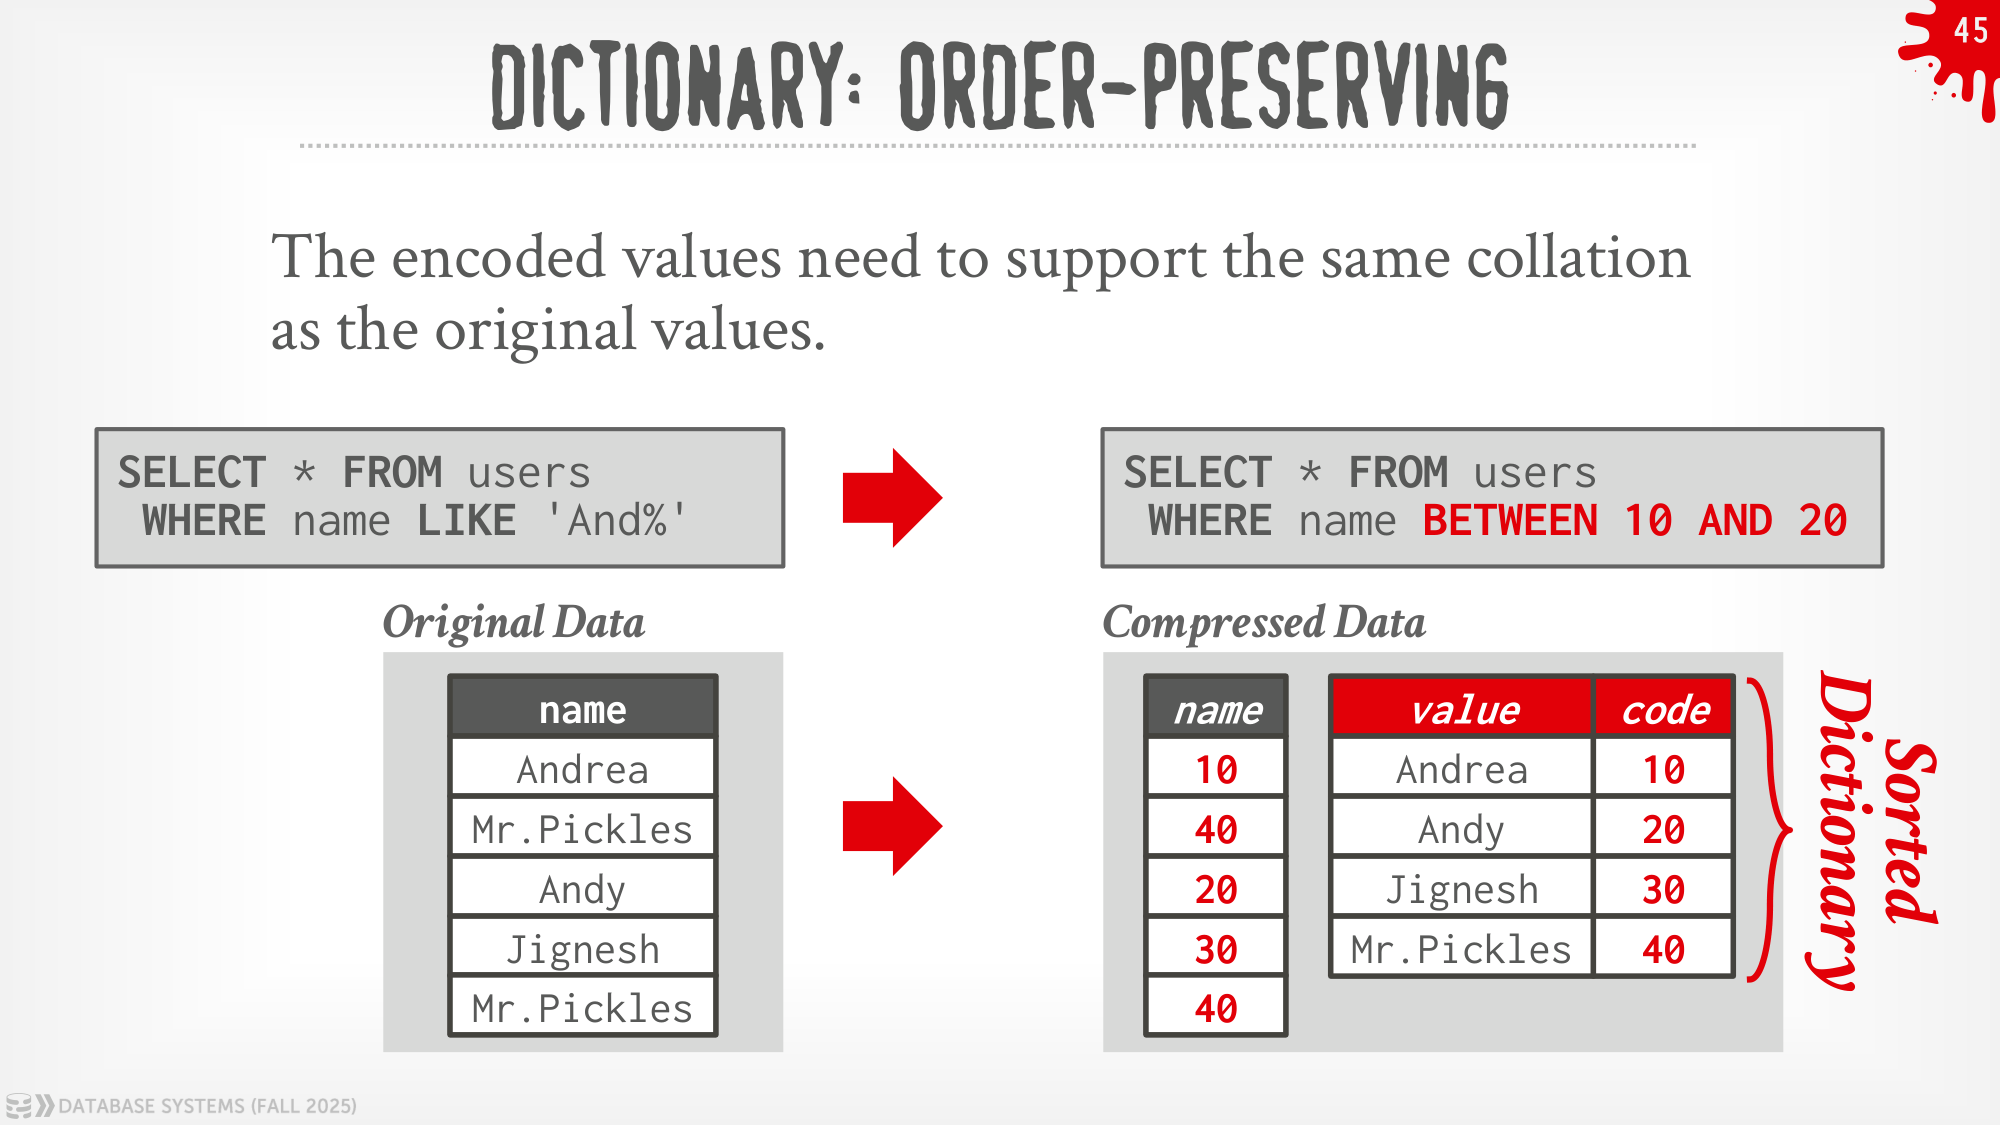 45
DICTIONARY: ORDER-PRESERVING
The encoded values need to support the same collation
as the original values.
SELECT * FROM users
WHERE name LIKE 'And%'
SELECT * FROM users
WHERE name BETWEEN 10 AND 20
Original Data
name
Andrea
Mr.Pickles
Andy
Jignesh
Mr.Pickles
Compressed Data
name
10
40
20
30
40
value code
Andrea 10
Andy 20
Jignesh 30
Mr.Pickles 40
Sorted
Dictionary
DATABASE SYSTEMS (FALL 2025)